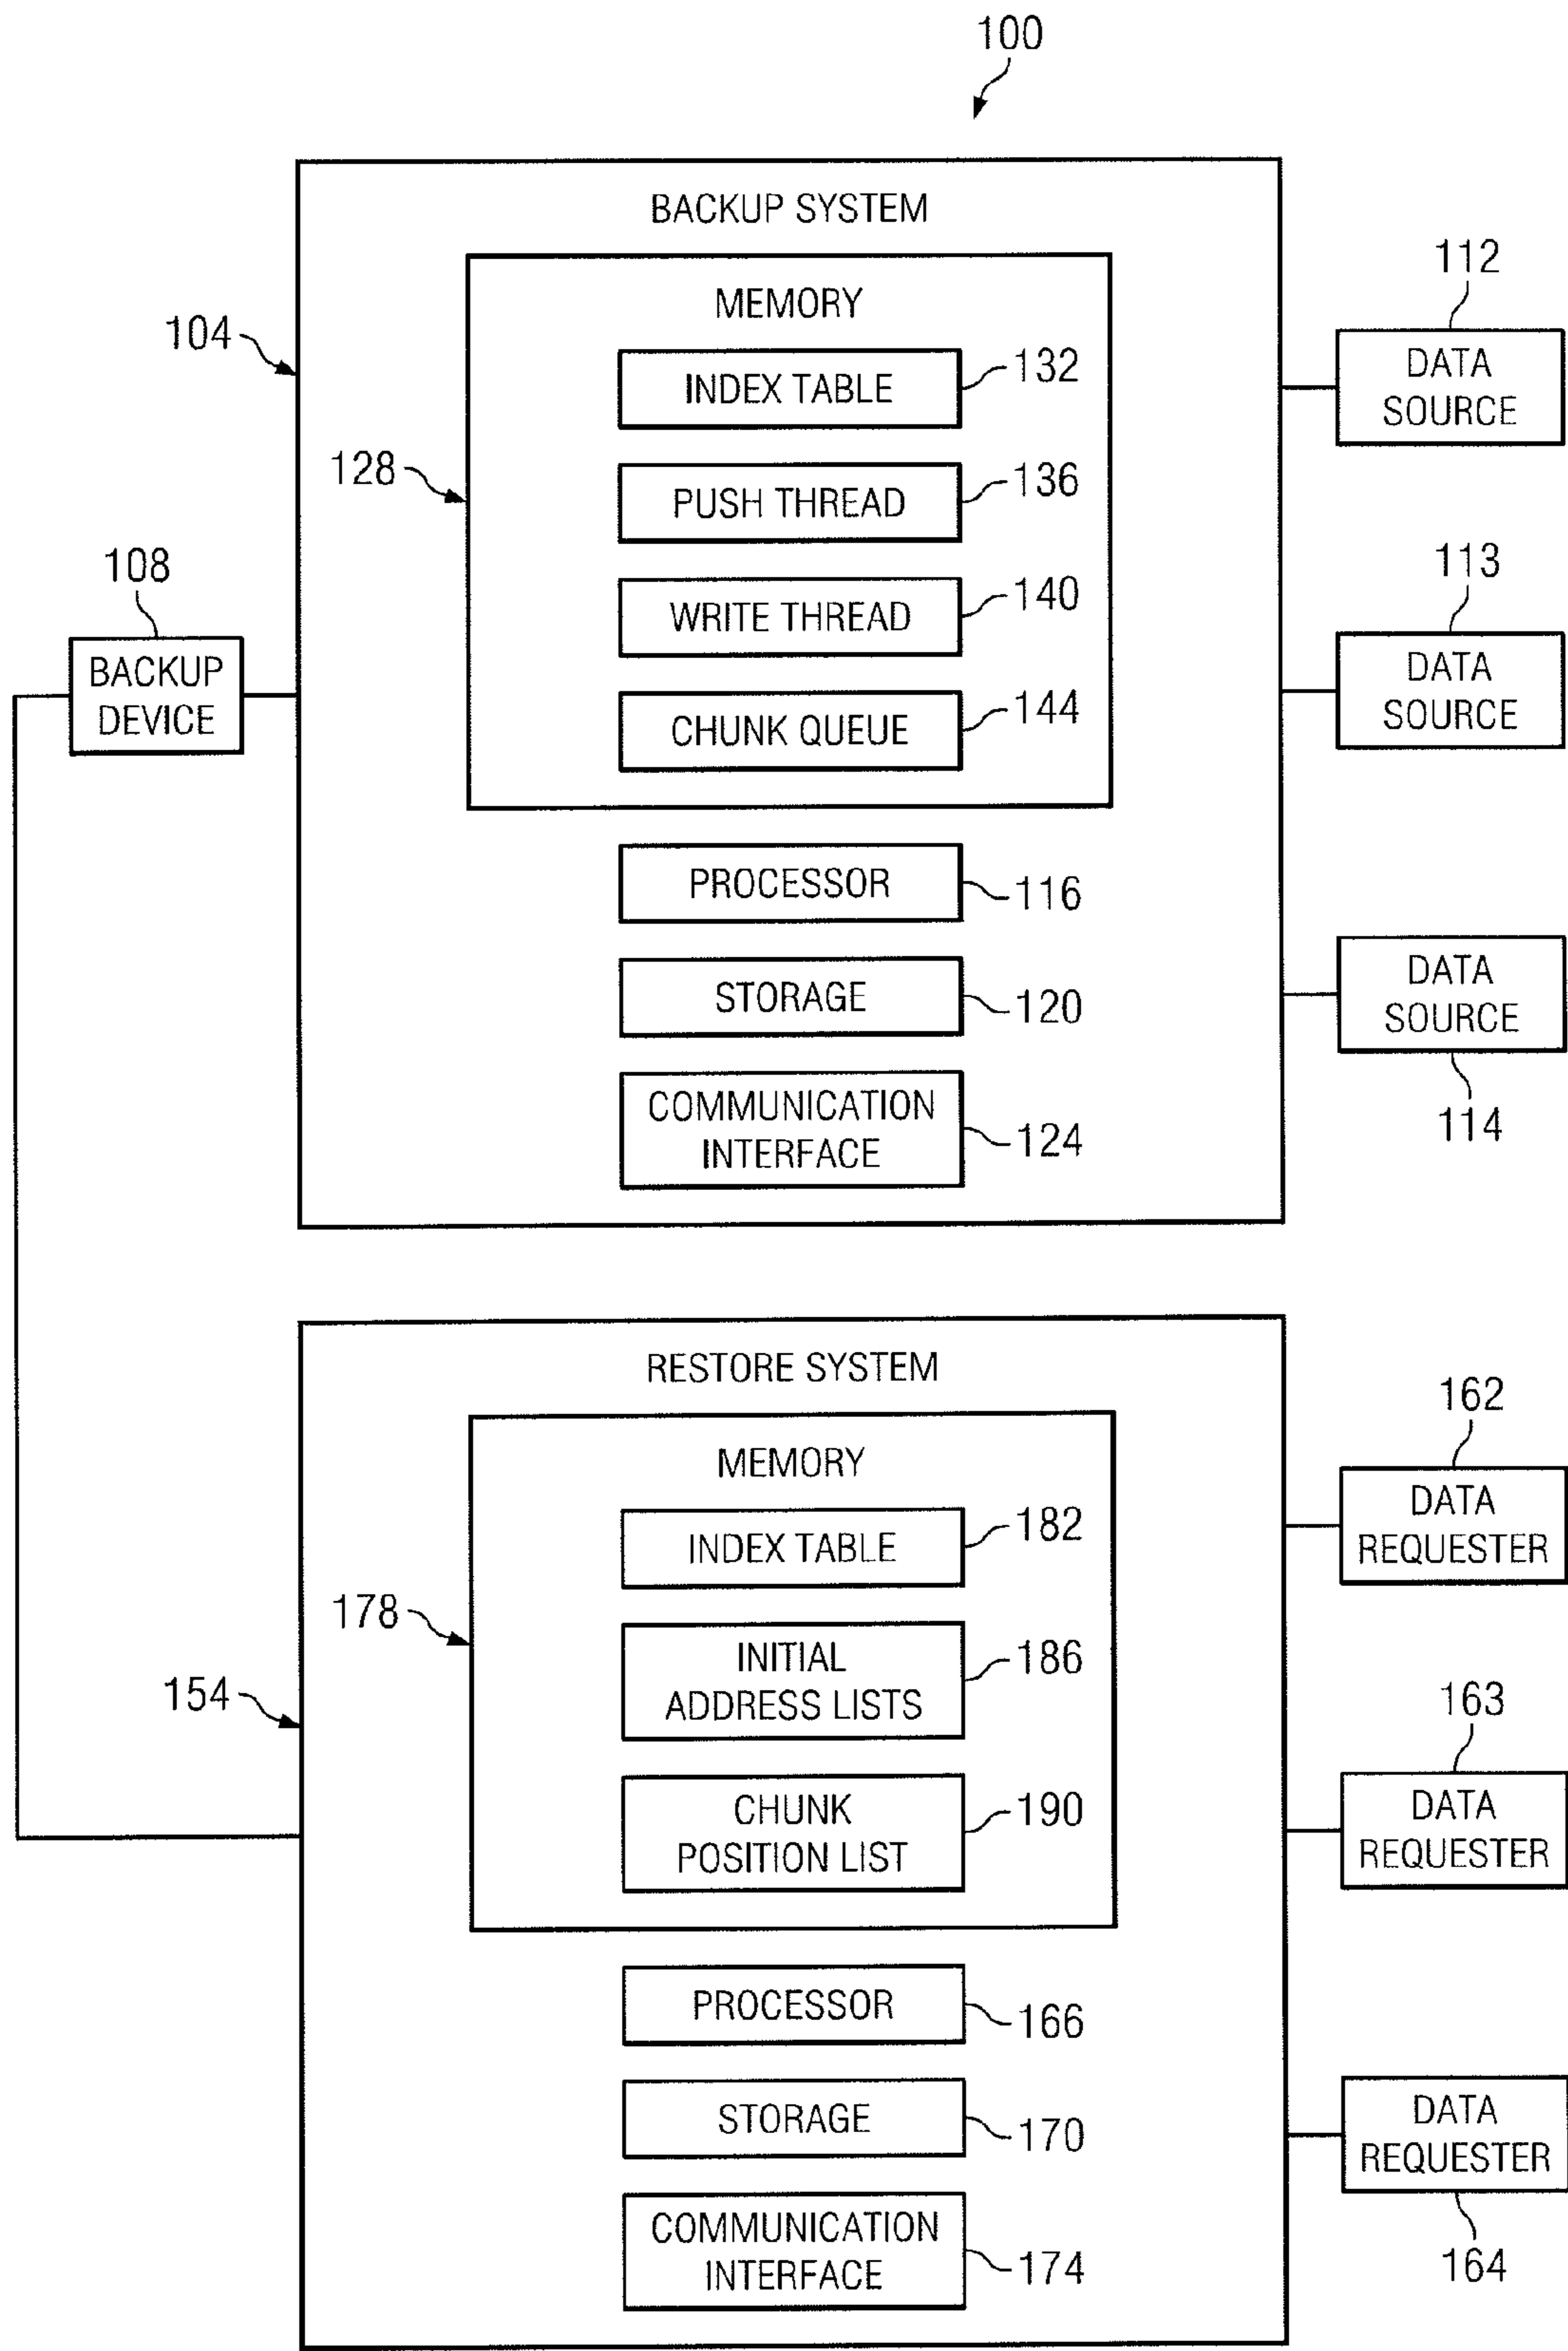 100
BACKUP SYSTEM
112
MEMORY
104
132
DATA
INDEX TABLE
SOURCE
128
136
PUSH THREAD
108
113
140
WRITE THREAD
BACKUP
DATA
DEVICE
SOURCE
144
CHUNK QUEUE
PROCESSOR
116
DATA
STORAGE
120
SOURCE
COMMUNICATION
INTERFACE
124
114
RESTORE SYSTEM
162
MEMORY
182
DATA
INDEX TABLE
REQUESTER
178
INITIAL
186
ADDRESS LISTS
154
163
CHUNK
190
DATA
POSITION LIST
REQUESTER
PROCESSOR
166
DATA
STORAGE
170
REQUESTER
COMMUNICATION
INTERFACE
174
164